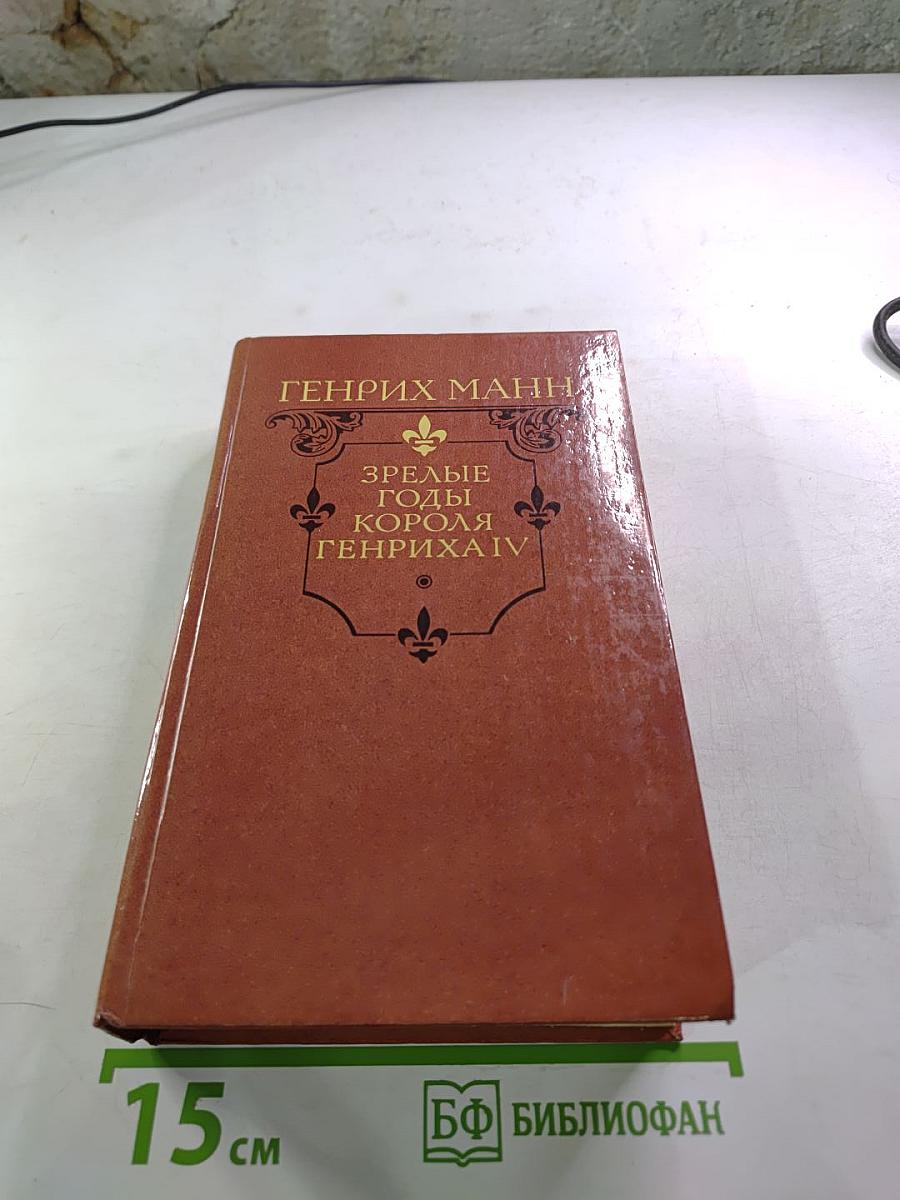 ГЕНРИХ МАНН
ЗРЕЛЫЕ
ГОДЫ
КОРОЛЯ
ГЕНРИХА IV
15 см
БФ БИБЛИОФАН